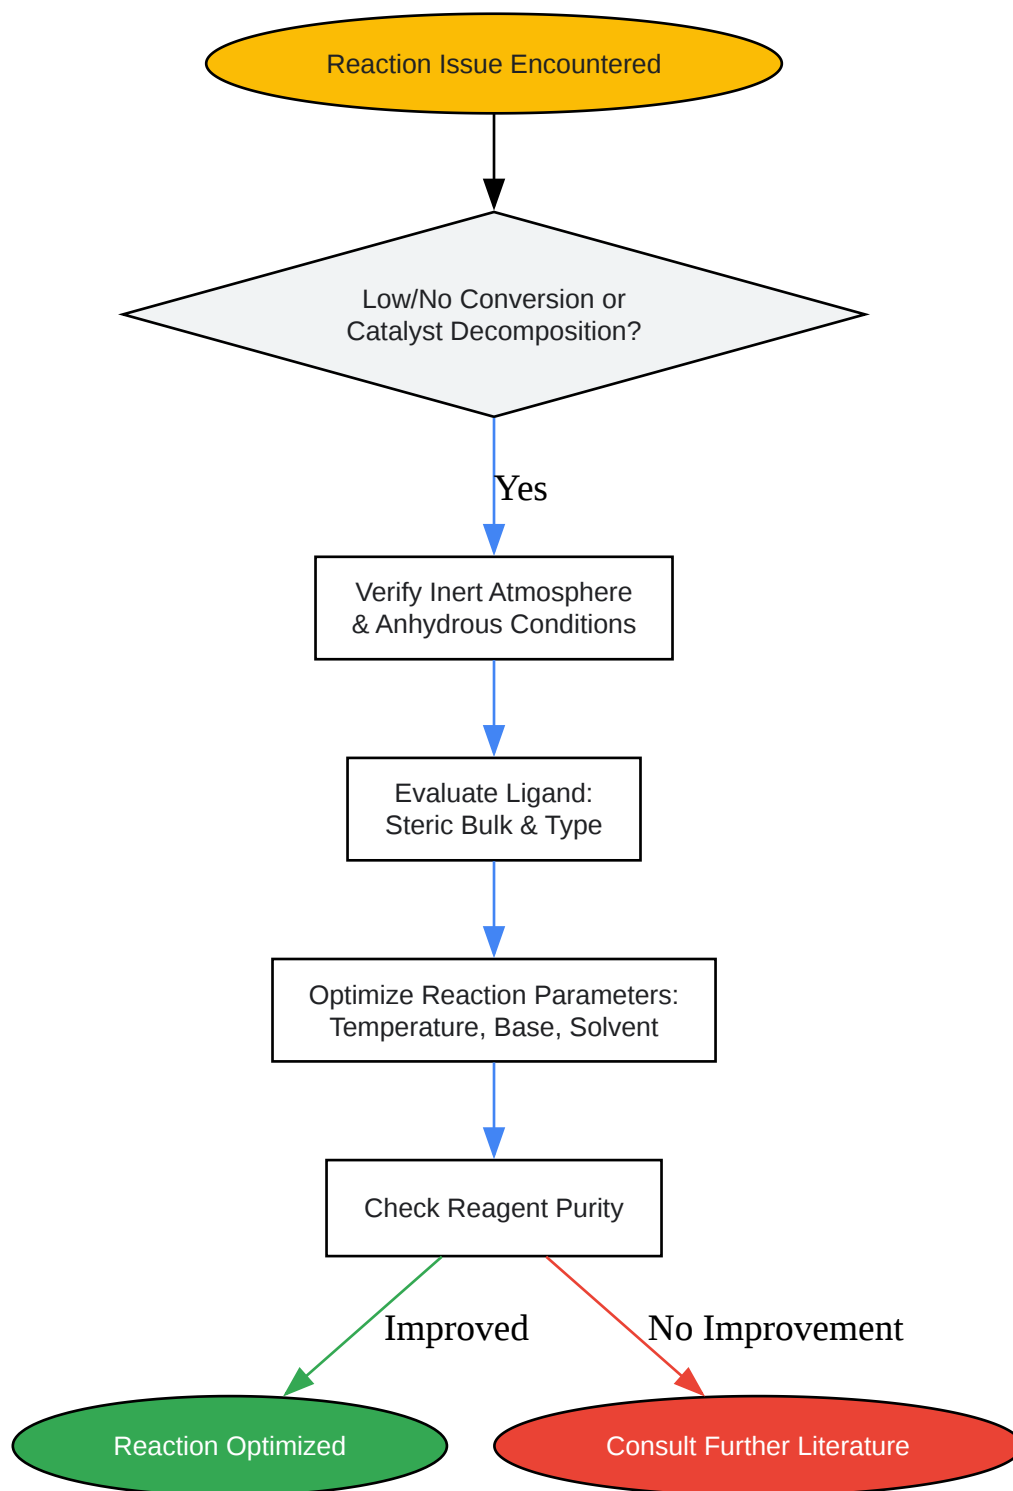 Reaction Issue Encountered
Low/No Conversion or
Catalyst Decomposition?
Yes
Verify Inert Atmosphere
& Anhydrous Conditions
Evaluate Ligand:
Steric Bulk & Type
Optimize Reaction Parameters:
Temperature, Base, Solvent
Check Reagent Purity
Improved
No Improvement
Reaction Optimized
Consult Further Literature